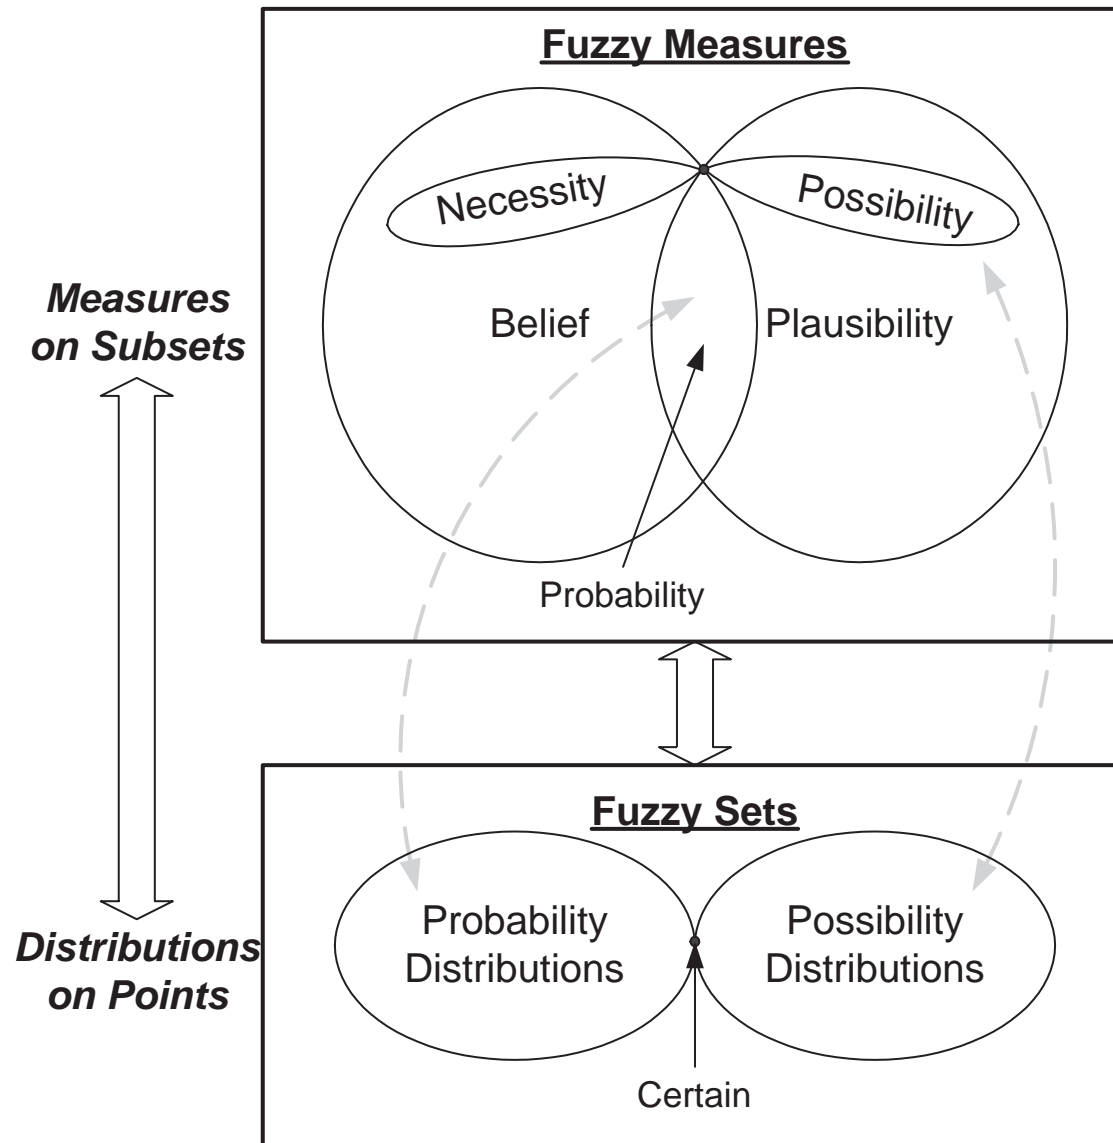 Fuzzy Measures
Necessity
Possibility
Measures
on Subsets
Belief
Plausibility
Probability
Fuzzy Sets
Probability
Distributions
Possibility
Distributions
Distributions
on Points
Certain